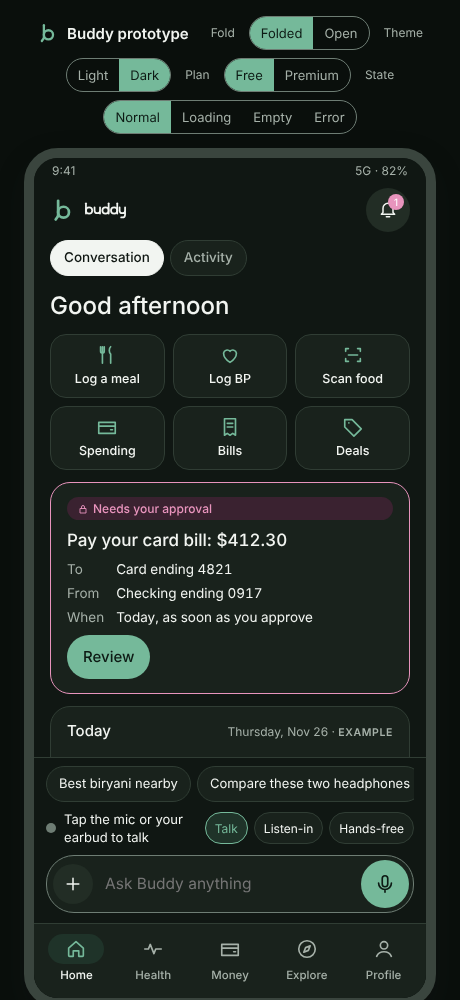 Buddy prototype Fold Folded Open Theme
Light Dark Plan Free Premium State
Normal Loading Empty Error
9:41 5G · 82%
buddy 1
Conversation Activity
Good afternoon
Log a meal Log BP Scan food
Spending Bills Deals
Needs your approval
Pay your card bill: $412.30
To Card ending 4821
From Checking ending 0917
When Today, as soon as you approve
Review
Today Thursday, Nov 26 · EXAMPLE
Best biryani nearby Compare these two headphones
Tap the mic or your
earbud to talk
Talk Listen-in Hands-free
Ask Buddy anything
Home Health Money Explore Profile